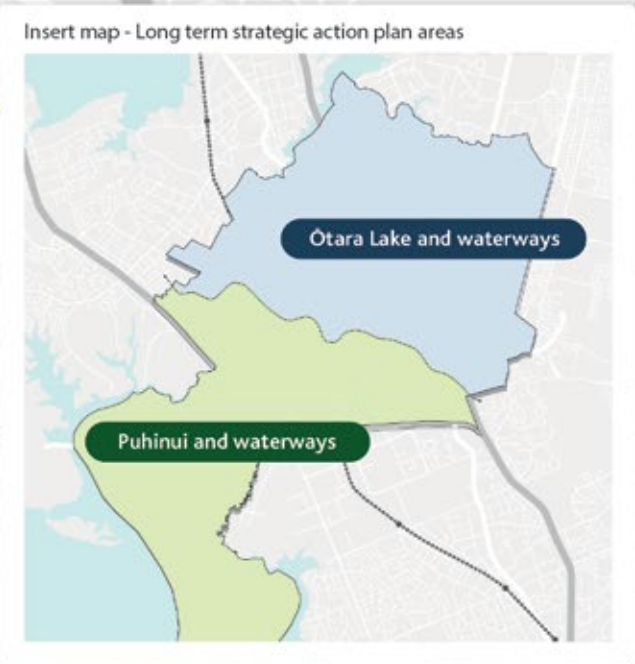 Insert map - Long term strategic action plan areas
Ōtara Lake and waterways
Puhinui and waterways